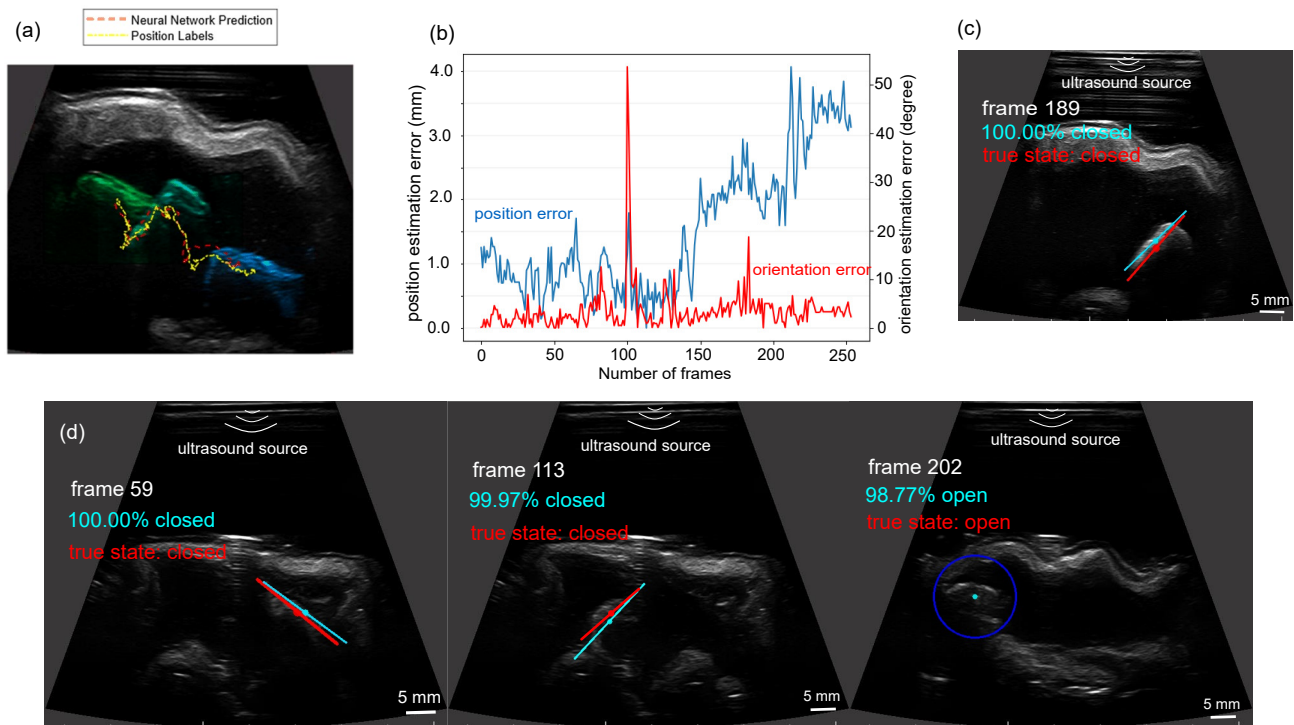 (a)
Neural Network Prediction
Position Labels
(b)
position estimation error (mm)
4.0
3.0
2.0
1.0
0.0
position error
orientation error
50
40
30
20
10
0
orientation estimation error (degree)
0 50 100 150 200 250
Number of frames
(c)
ultrasound source
frame 189
100.00% closed
true state: closed
5 mm
(d)
ultrasound source
frame 59
100.00% closed
true state: closed
5 mm
ultrasound source
frame 113
99.97% closed
true state: closed
5 mm
ultrasound source
frame 202
98.77% open
true state: open
5 mm